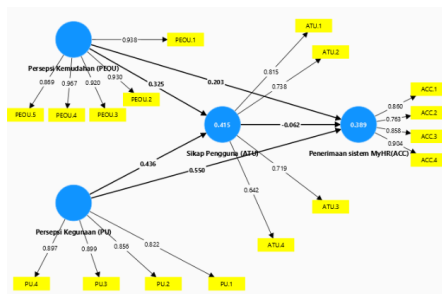 ATU.1
0.938
PEOU.1
ATU.2
Persepsi Kemudahan (PEOU)
0.815
0.738
0.869
0.967
0.920
0.930
0.325
0.203
PEOU.2
PEOU.5
PEOU.4
PEOU.3
ACC.1
0.860
ACC.2
0.415
-0.062
0.389
0.763
0.858
ACC.3
0.904
Sikap Pengguna (ATU)
Penerimaan sistem MyHR(ACC)
ACC.4
0.436
0.550
0.719
0.642
ATU.3
Persepsi Kegunaan (PU)
ATU.4
0.897
0.899
0.856
0.822
PU.4
PU.3
PU.2
PU.1